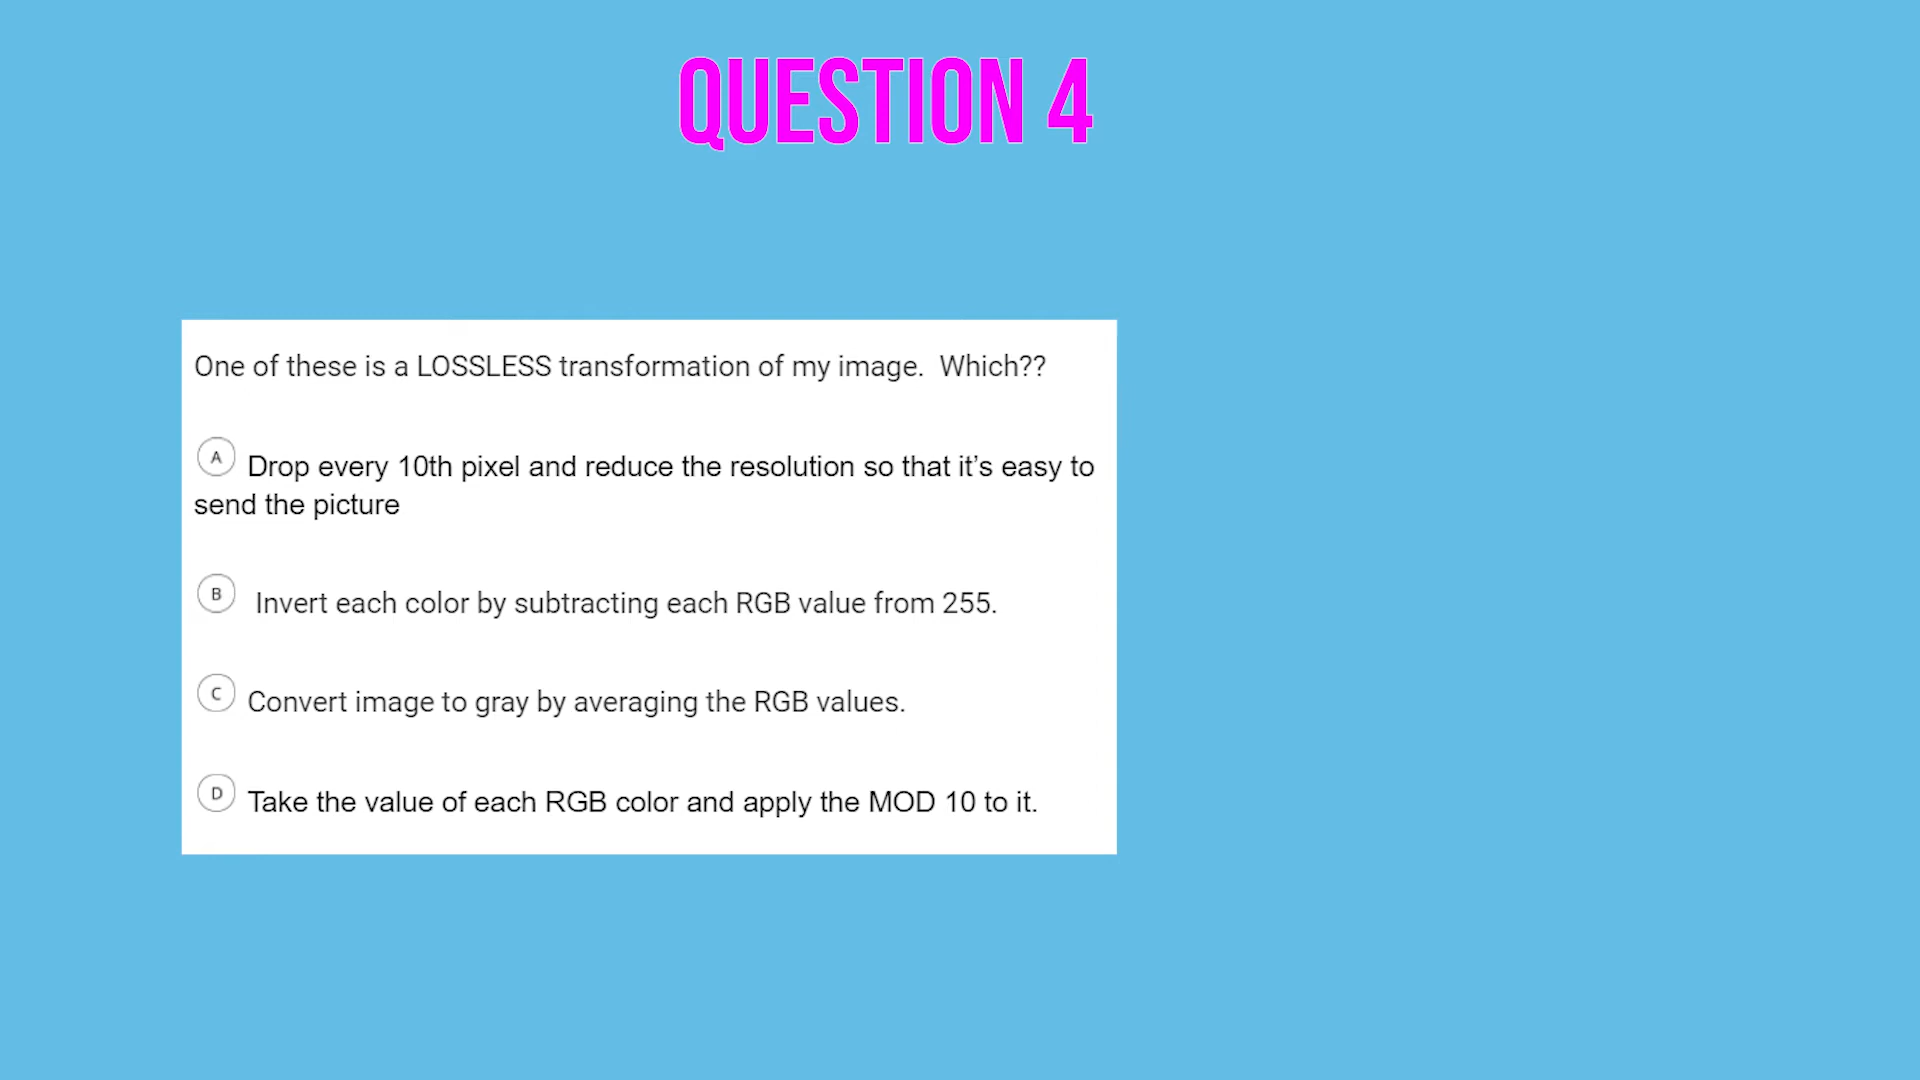 QUESTION 4
One of these is a LOSSLESS transformation of my image. Which??
A Drop every 10th pixel and reduce the resolution so that it’s easy to
send the picture
B Invert each color by subtracting each RGB value from 255.
C Convert image to gray by averaging the RGB values.
D Take the value of each RGB color and apply the MOD 10 to it.